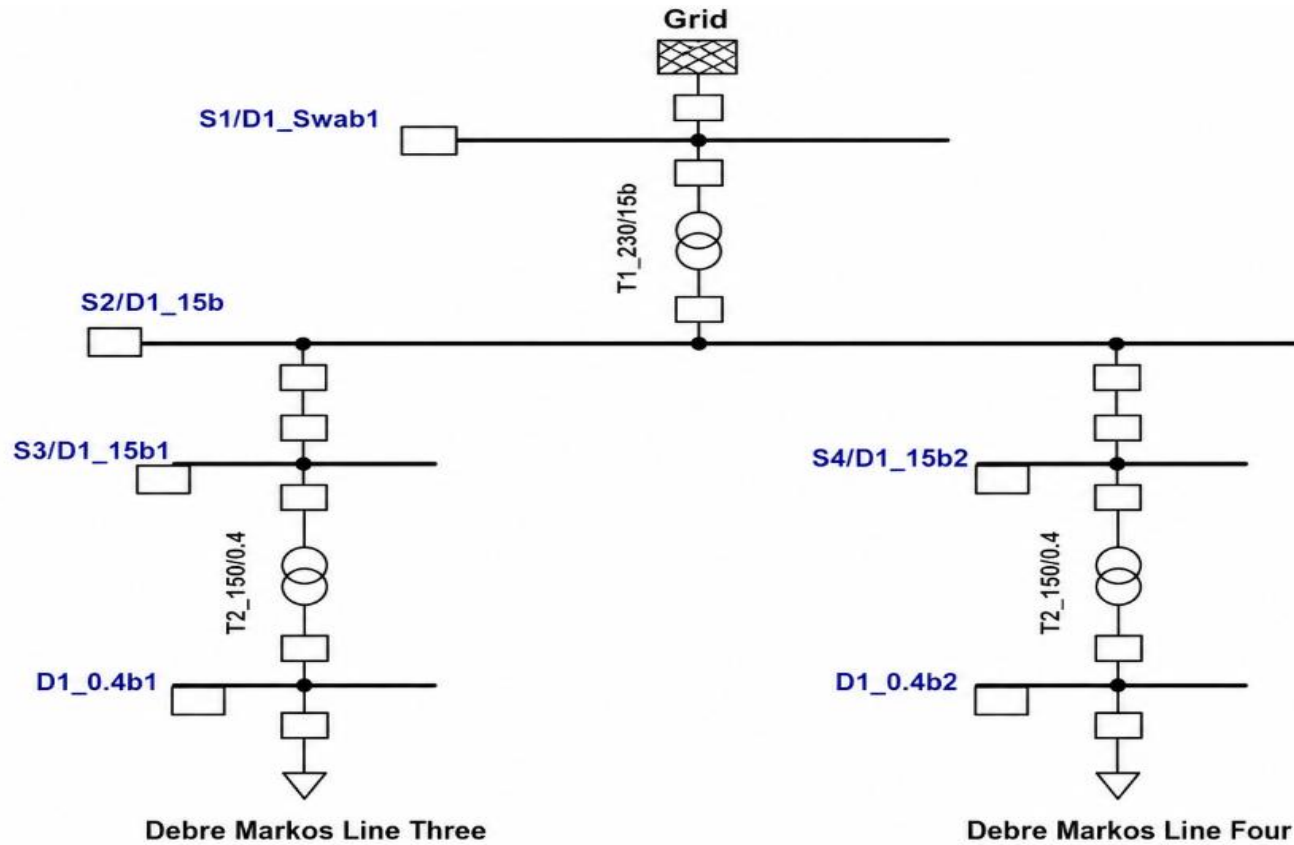 Grid
S1/D1_Swab1
T1_230/15b
S2/D1_15b
S3/D1_15b1
S4/D1_15b2
T2_150/0.4
T2_150/0.4
D1_0.4b1
D1_0.4b2
Debre Markos Line Three
Debre Markos Line Four